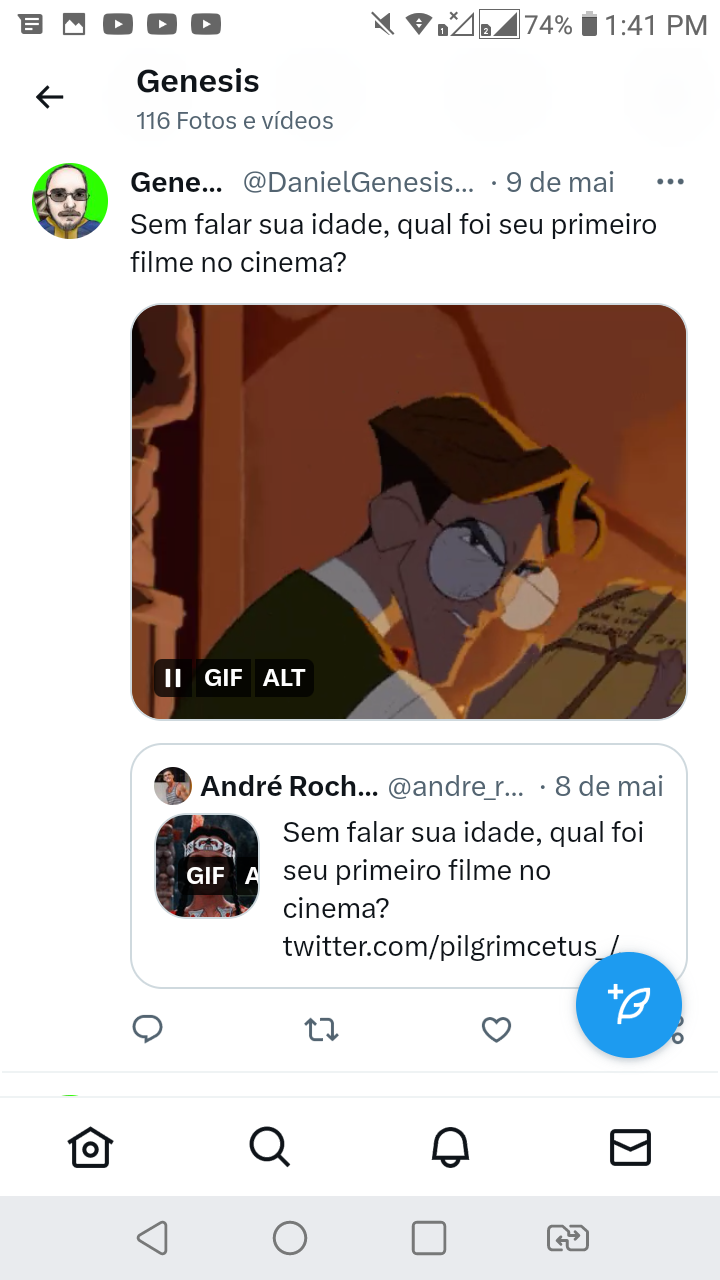 74% 1:41 PM
Genesis
116 Fotos e vídeos
Gene... @DanielGenesis... · 9 de mai
Sem falar sua idade, qual foi seu primeiro
filme no cinema?
GIF ALT
André Roch... @andre_r... · 8 de mai
GIF A
Sem falar sua idade, qual foi
seu primeiro filme no
cinema?
twitter.com/pilgrimcetus_/